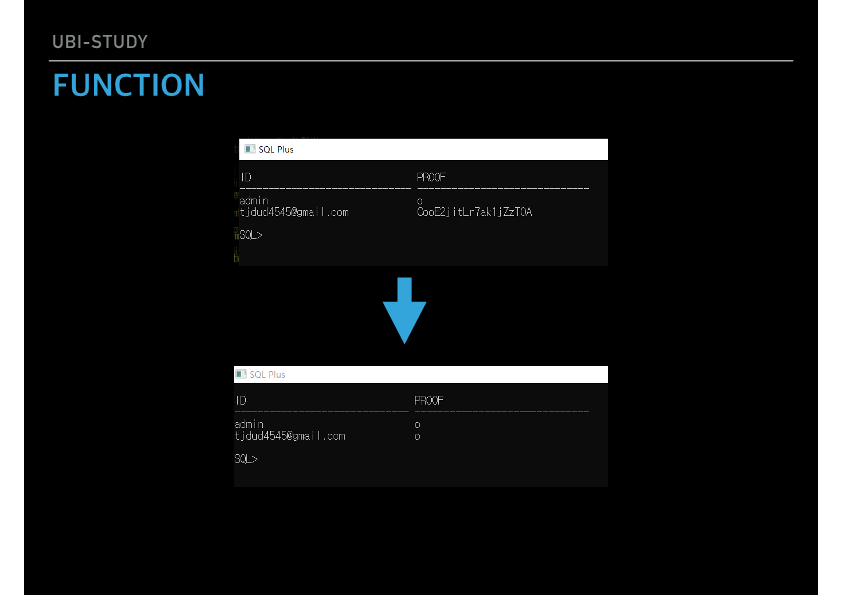 UBI-STUDY
FUNCTION
SQL Plus
ID PROOF
admin o
tjdud4545@gmail.com CooE2jitLr7ak1jZzTOA
SQL>
SQL Plus
ID PROOF
admin o
tjdud4545@gmail.com o
SQL>